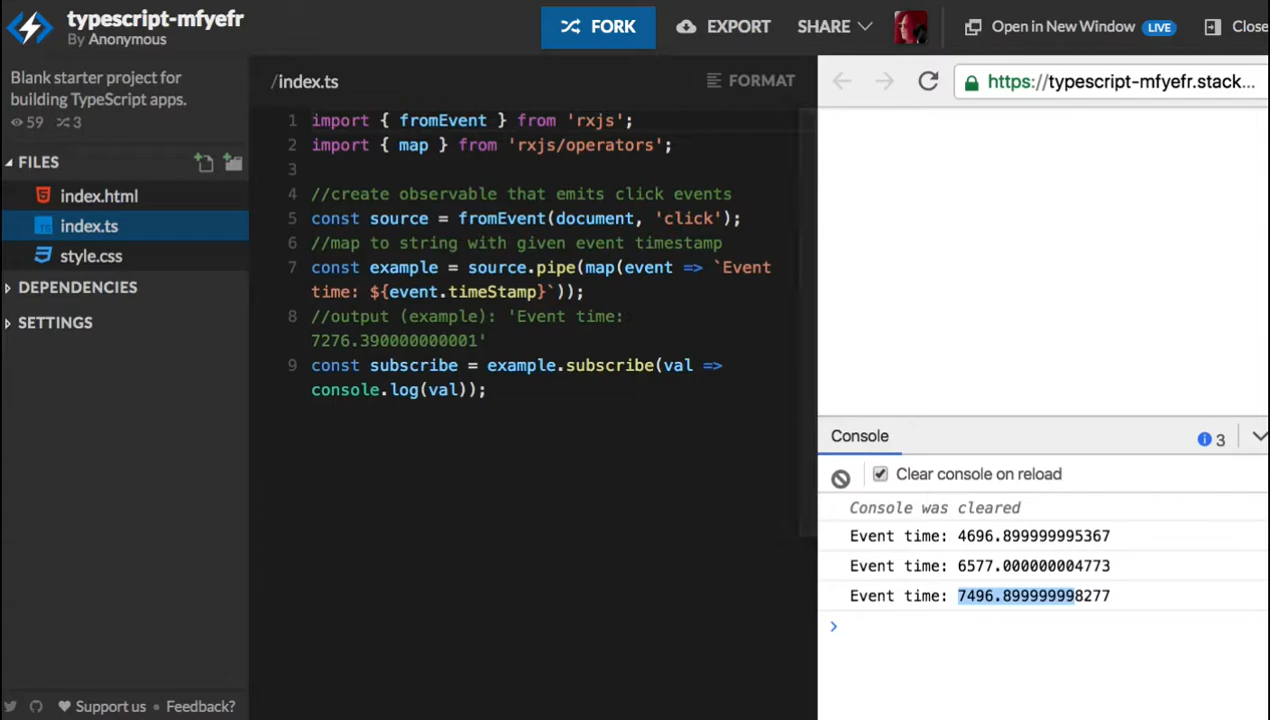 typescript-mfyefr
By Anonymous
FORK
EXPORT
SHARE
Open in New Window
LIVE
Close
Blank starter project for
building TypeScript apps.
59
3
FILES
index.html
index.ts
style.css
DEPENDENCIES
SETTINGS
Support us
Feedback?
/index.ts
FORMAT
1 import { fromEvent } from 'rxjs';
2 import { map } from 'rxjs/operators';
3
4 //create observable that emits click events
5 const source = fromEvent(document, 'click');
6 //map to string with given event timestamp
7 const example = source.pipe(map(event => `Event
time: ${event.timeStamp}`));
8 //output (example): 'Event time:
7276.390000000001'
9 const subscribe = example.subscribe(val =>
console.log(val));
https://typescript-mfyefr.stack...
Console
3
Clear console on reload
Console was cleared
Event time: 4696.899999995367
Event time: 6577.000000004773
Event time: 7496.899999998277